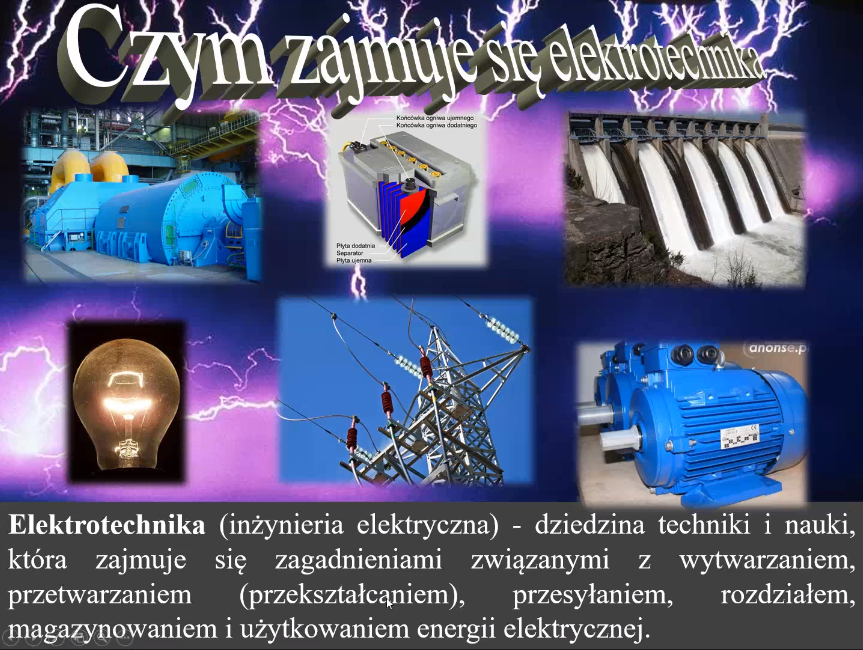 Czym zajmuje się elektrotechnika
Końcówka ogniwa ujemnego
Końcówka ogniwa dodatniego
Płyta dodatnia
Separator
Płyta ujemna
anonse.p
Elektrotechnika (inżynieria elektryczna) - dziedzina techniki i nauki,
która zajmuje się zagadnieniami związanymi z wytwarzaniem,
przetwarzaniem (przekształcaniem), przesyłaniem, rozdziałem,
magazynowaniem i użytkowaniem energii elektrycznej.